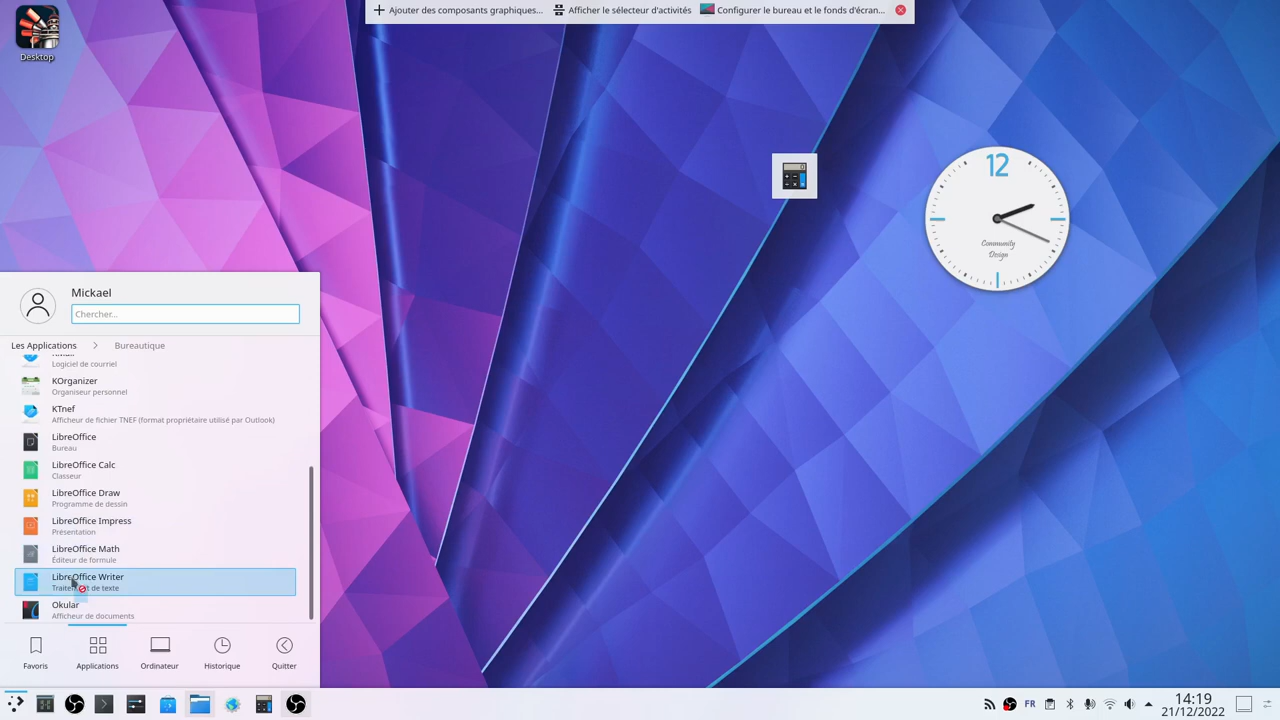 Ajouter des composants graphiques... Afficher le sélecteur d'activités Configurer le bureau et le fonds d'écran...
Desktop
12
Community
Design
Mickael
Chercher...
Les Applications Bureautique
Logiciel de courriel
KOrganizer
Organiseur personnel
KTnef
Afficheur de fichier TNEF (format propriétaire utilisé par Outlook)
LibreOffice
Bureau
LibreOffice Calc
Classeur
LibreOffice Draw
Programme de dessin
LibreOffice Impress
Présentation
LibreOffice Math
Éditeur de formule
LibreOffice Writer
de texte
Okular
Afficheur de documents
Favoris Applications Ordinateur Historique Quitter
FR
14:19
21/12/2022